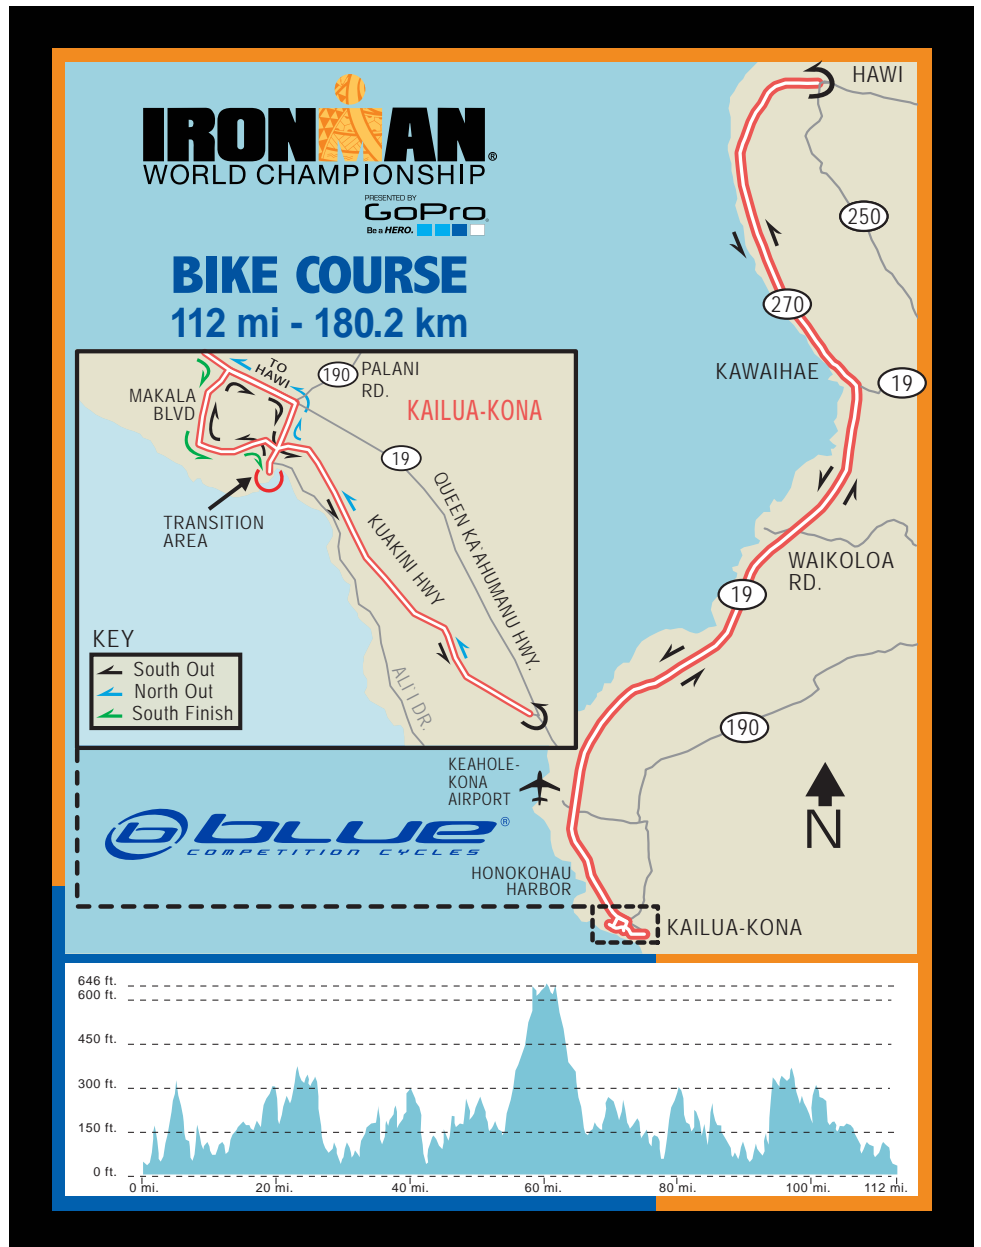 HAWI
IRONMAN®
WORLD CHAMPIONSHIP
PRESENTED BY
GoPro
Be a HERO.
250
BIKE COURSE
112 mi - 180.2 km
270
KAWAIHAE
19
TO
HAWI
190
PALANI
RD.
MAKALA
BLVD
KAILUA-KONA
19
QUEEN KA'AHUMANU HWY.
TRANSITION
AREA
KUAKINI HWY
WAIKOLOA
RD.
19
KEY
South Out
North Out
South Finish
ALI'I DR.
190
KEAHOLE-
KONA
AIRPORT
N
blue®
COMPETITION CYCLES
HONOKOHAU
HARBOR
KAILUA-KONA
646 ft.
600 ft.
450 ft.
300 ft.
150 ft.
0 ft.
0 mi. 20 mi. 40 mi. 60 mi. 80 mi. 100 mi. 112 mi.